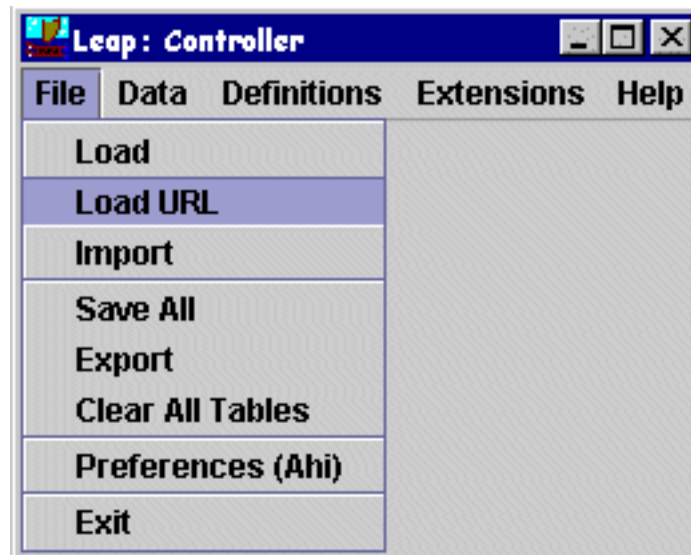 Leap: Controller
File Data Definitions Extensions Help
Load
Load URL
Import
Save All
Export
Clear All Tables
Preferences (Ahi)
Exit